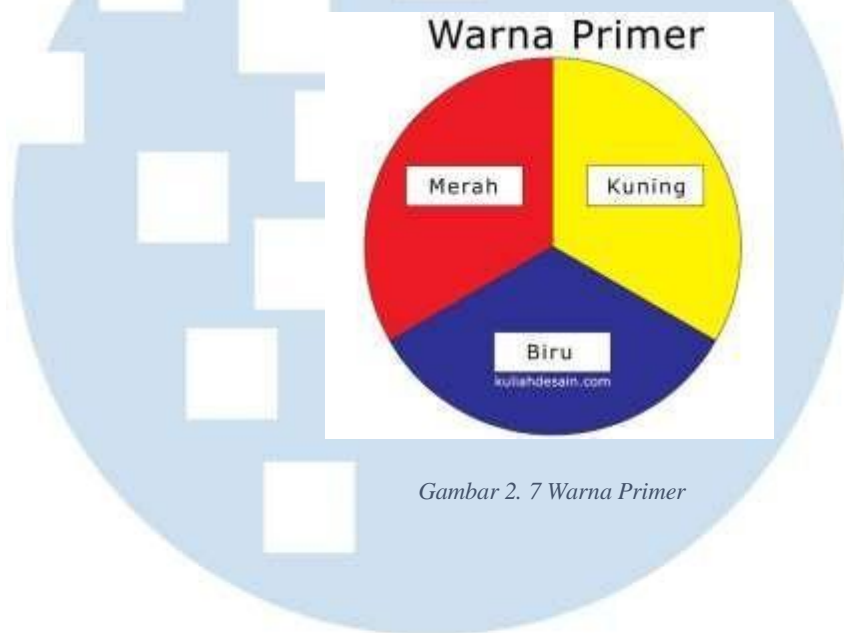 Warna Primer
Merah
Kuning
Biru
kuliahdesain.com
Gambar 2. 7 Warna Primer